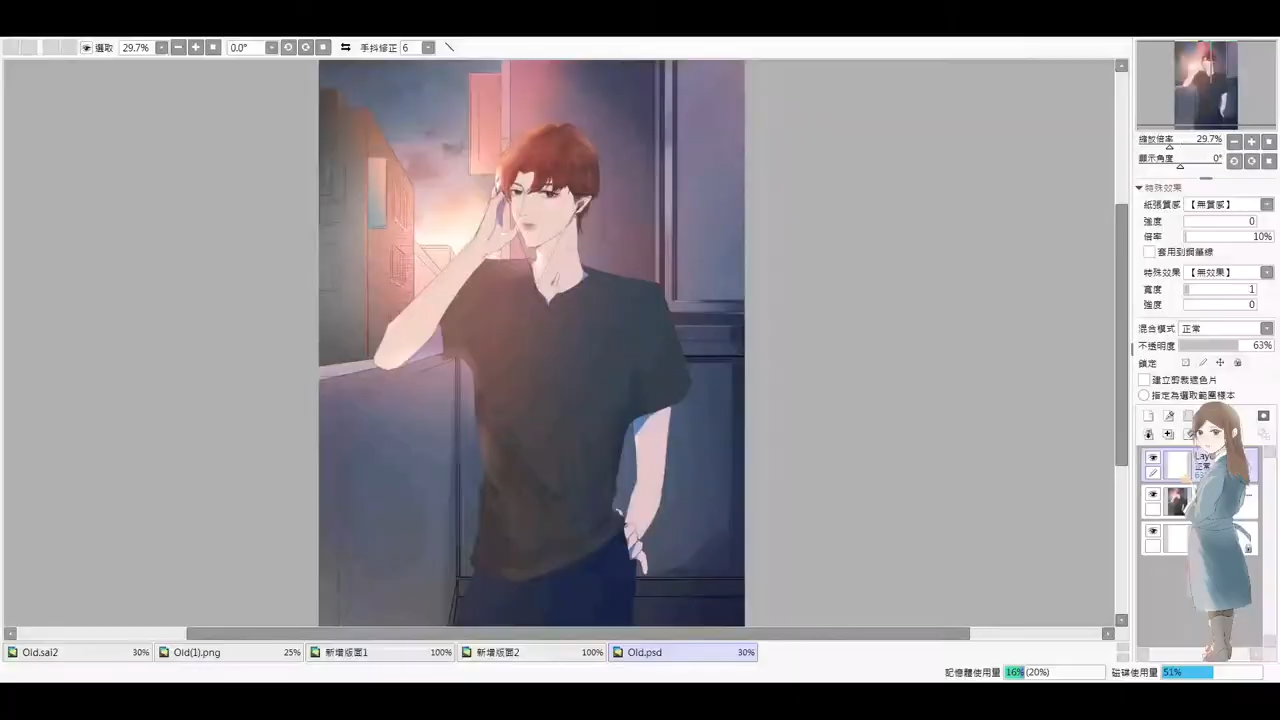 選取 29.7% 0.0° 手抖修正 6
縮放倍率 29.7%
顯示角度 0°
特殊效果
紙張質感 【無質感】
強度 0
倍率 10%
套用到鋼筆線
特殊效果 【無效果】
寬度 1
強度 0
混合模式 正常
不透明度 63%
鎖定
建立剪裁遮色片
指定為選取範圍樣本
正常
Old.sai2 30% Old(1).png 25% 新增版面1 100% 新增版面2 100% Old.psd 30%
記憶體使用量 16% (20%) 磁碟使用量 51%